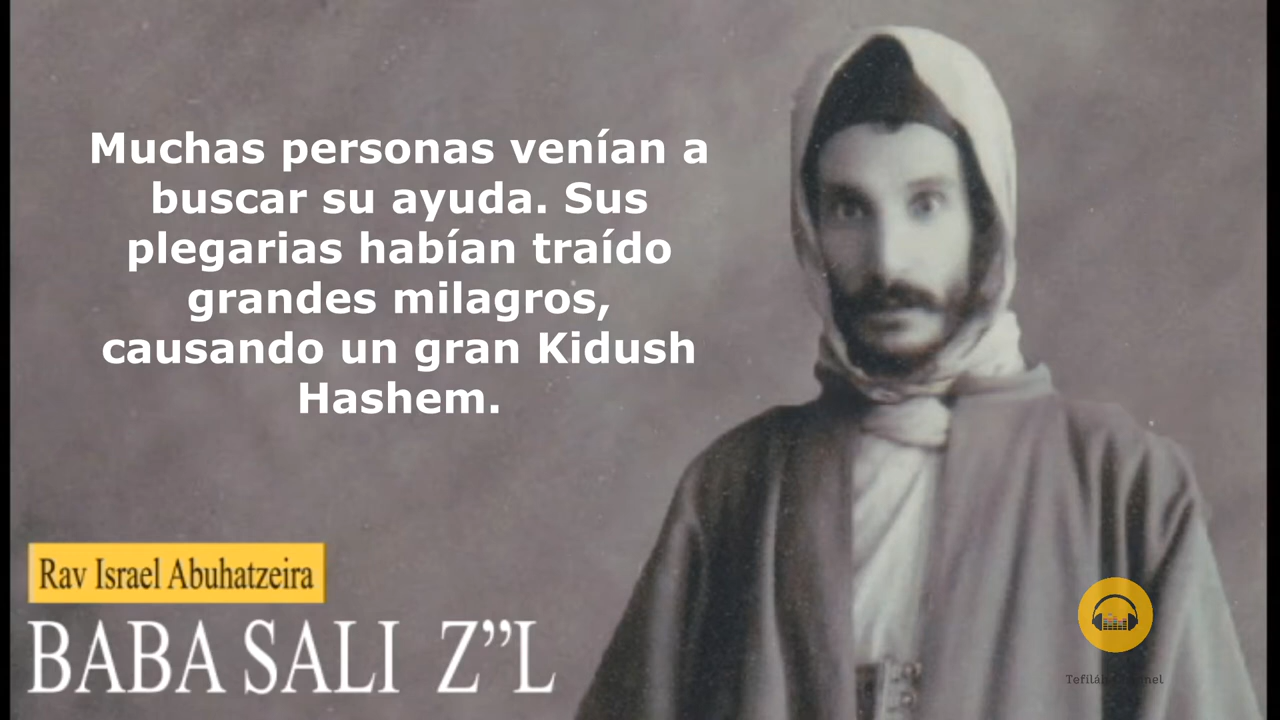 Muchas personas venían a
buscar su ayuda. Sus
plegarias habían traído
grandes milagros,
causando un gran Kidush
Hashem.
Rav Israel Abuhatzeira
BABA SALI Z”L